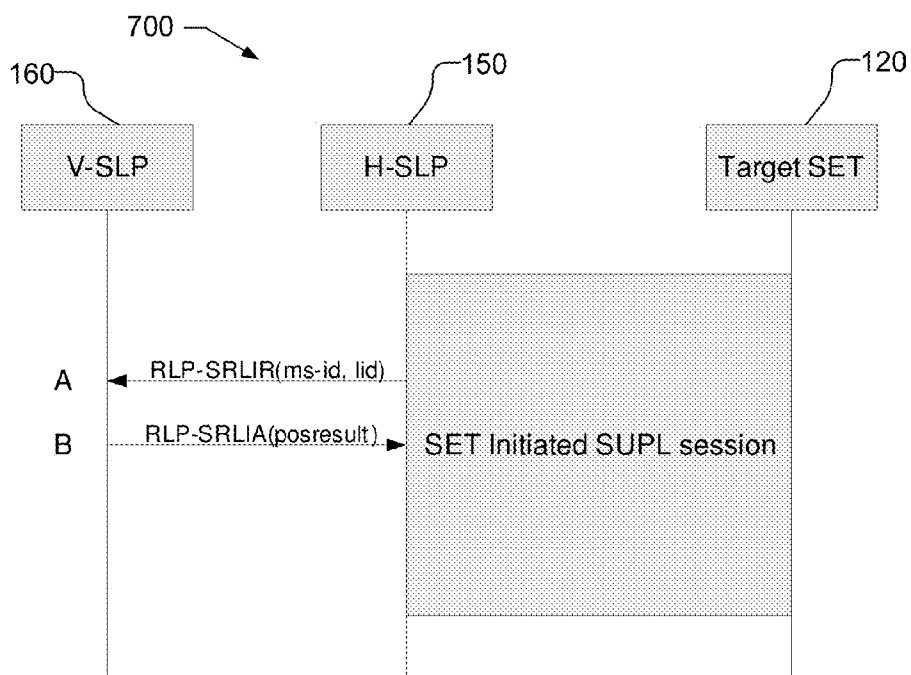 700
160
150
120
V-SLP
H-SLP
Target SET
A
RLP-SRLIR(ms-id, lid)
B
RLP-SRLIA(posresult)
SET Initiated SUPL session